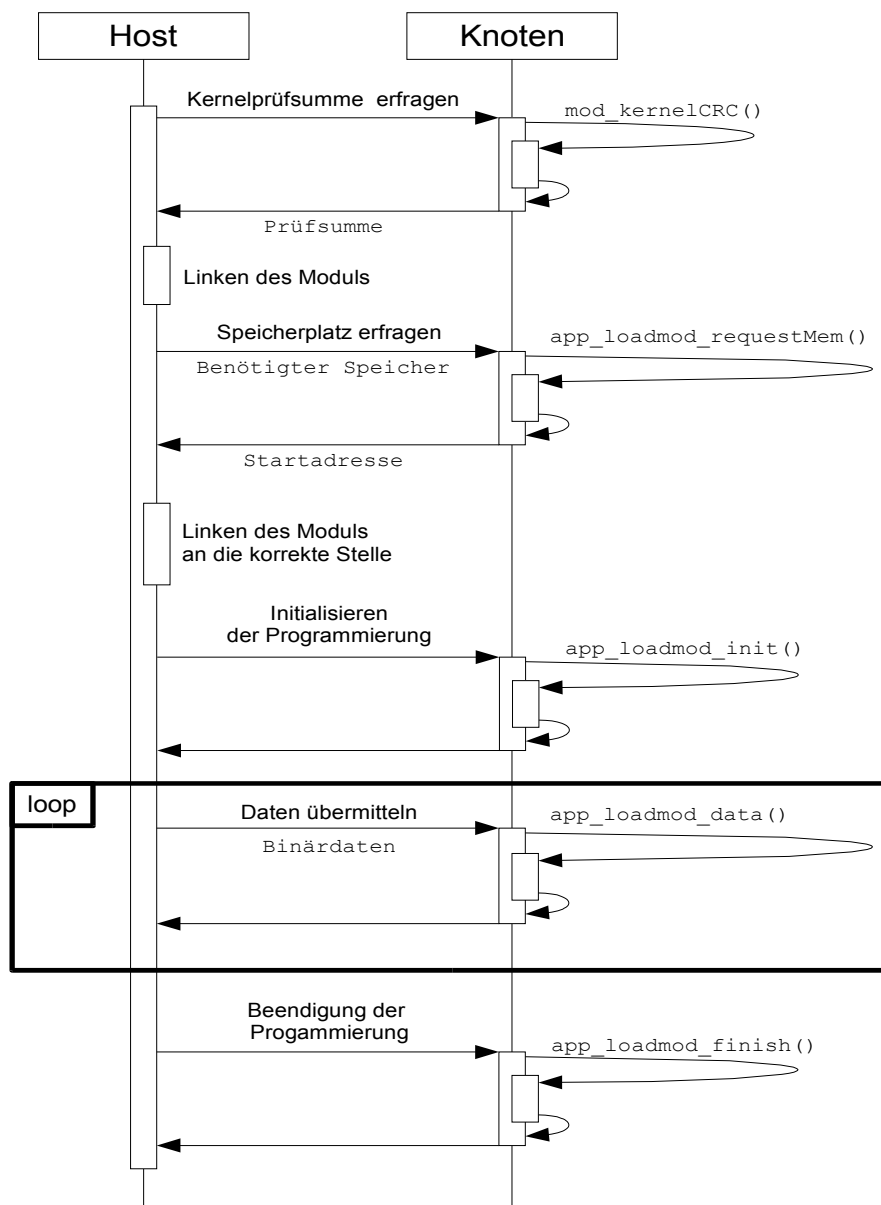 Host
Knoten
Kernelprüfsumme erfragen
mod_kernelCRC()
Prüfsumme
Linken des Moduls
Speicherplatz erfragen
app_loadmod_requestMem()
Benötigter Speicher
Startadresse
Linken des Moduls
an die korrekte Stelle
Initialisieren
der Programmierung
app_loadmod_init()
loop
Daten übermitteln
app_loadmod_data()
Binärdaten
Beendigung der
Progammierung
app_loadmod_finish()